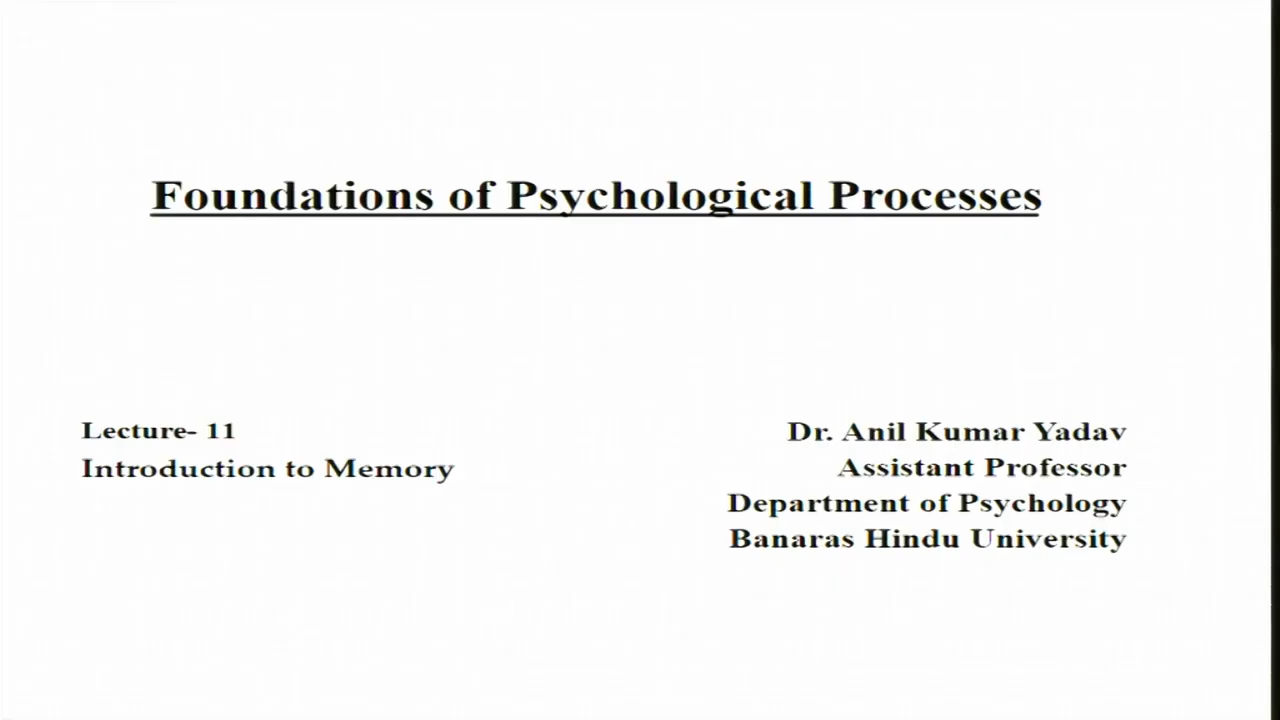 Foundations of Psychological Processes
Lecture- 11
Introduction to Memory
Dr. Anil Kumar Yadav
Assistant Professor
Department of Psychology
Banaras Hindu University